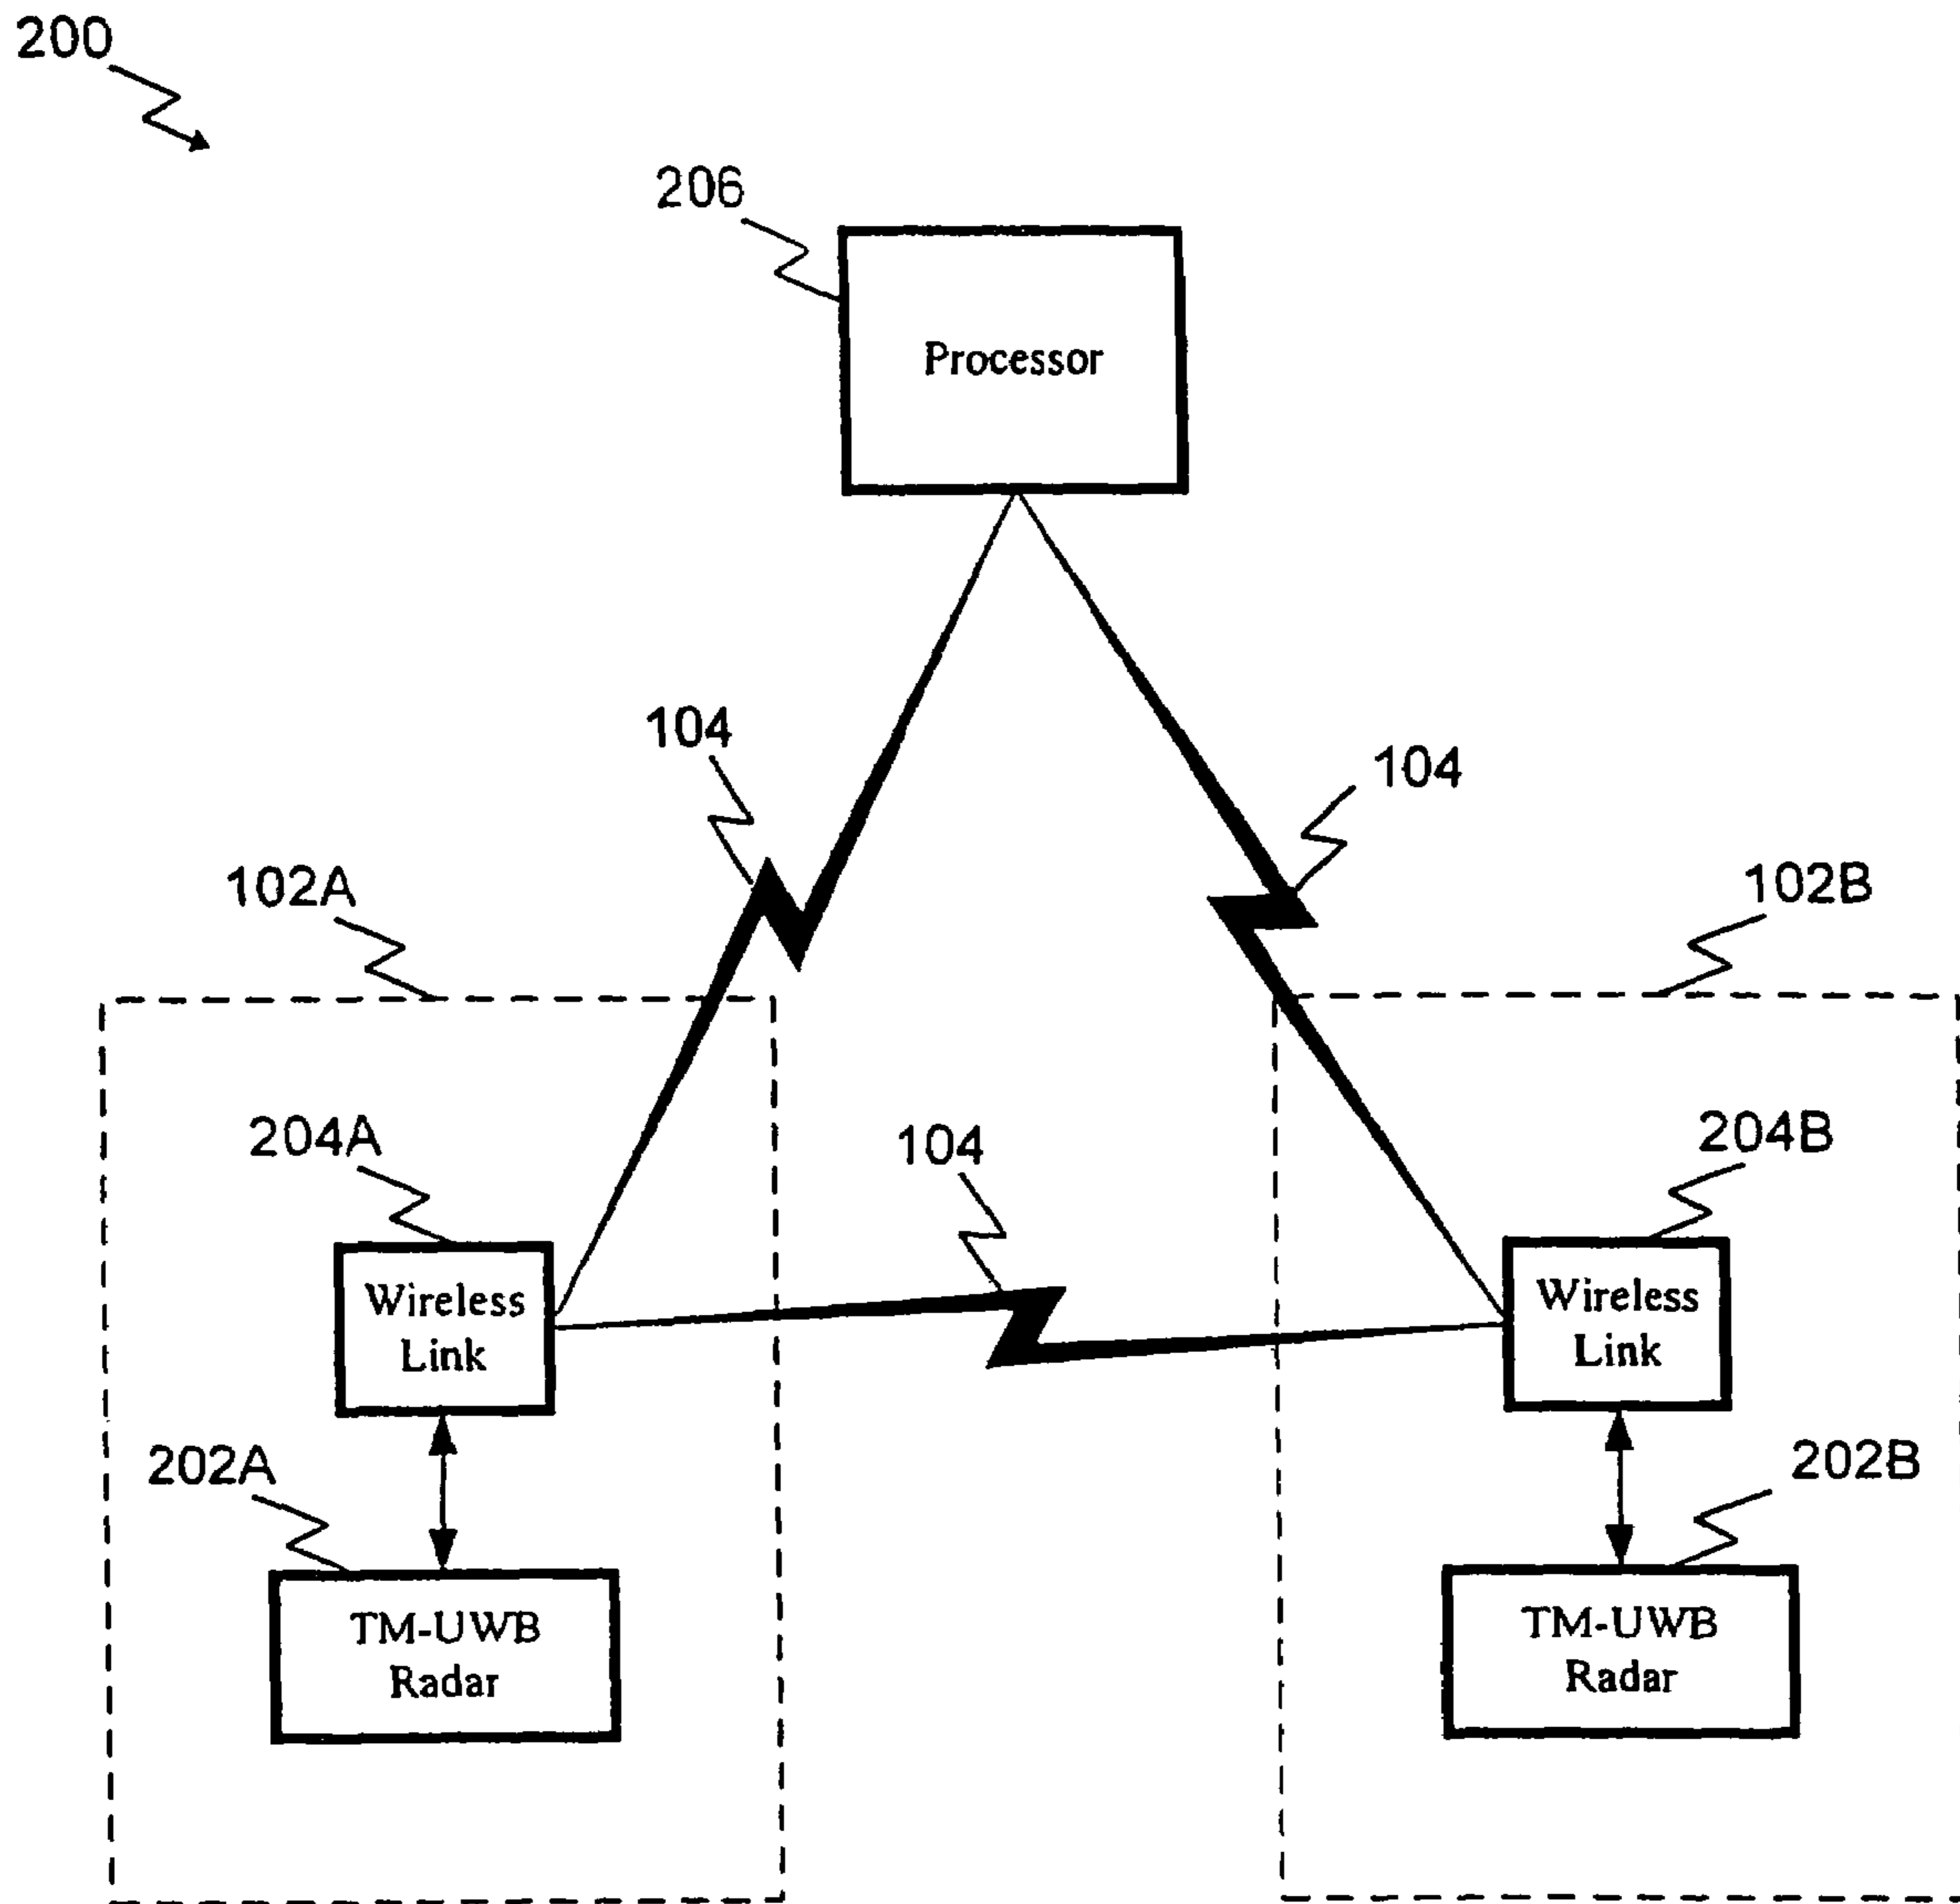 200
206
Processor
104
104
102A
102B
204A
104
204B
Wireless
Link
Wireless
Link
202A
202B
TM-UWB
Radar
TM-UWB
Radar